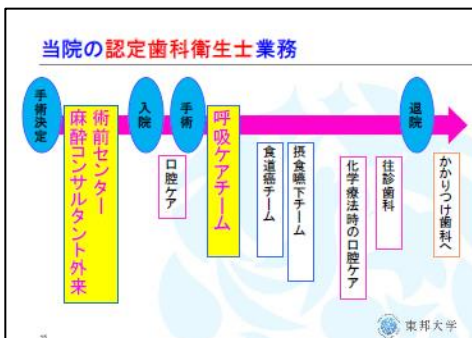 当院の認定歯科衛生士業務
手術決定
術前センター
麻酔コンサルタント外来
入院
口腔ケア
手術
呼吸ケアチーム
食道癌チーム
摂食嚥下チーム
化学療法時の口腔ケア
往診歯科
退院
かかりつけ歯科へ
東邦大学